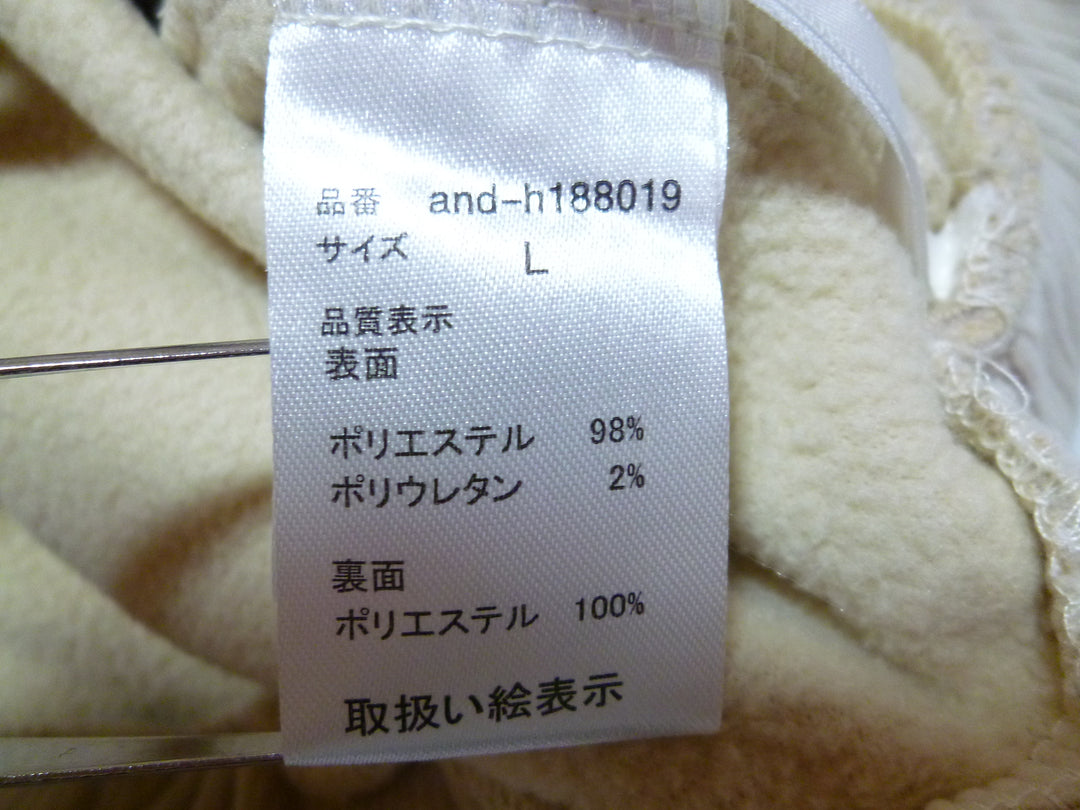 品番 and-h188019
サイズ L
品質表示
表面
ポリエステル 98%
ポリウレタン 2%
裏面
ポリエステル 100%
取扱い絵表示